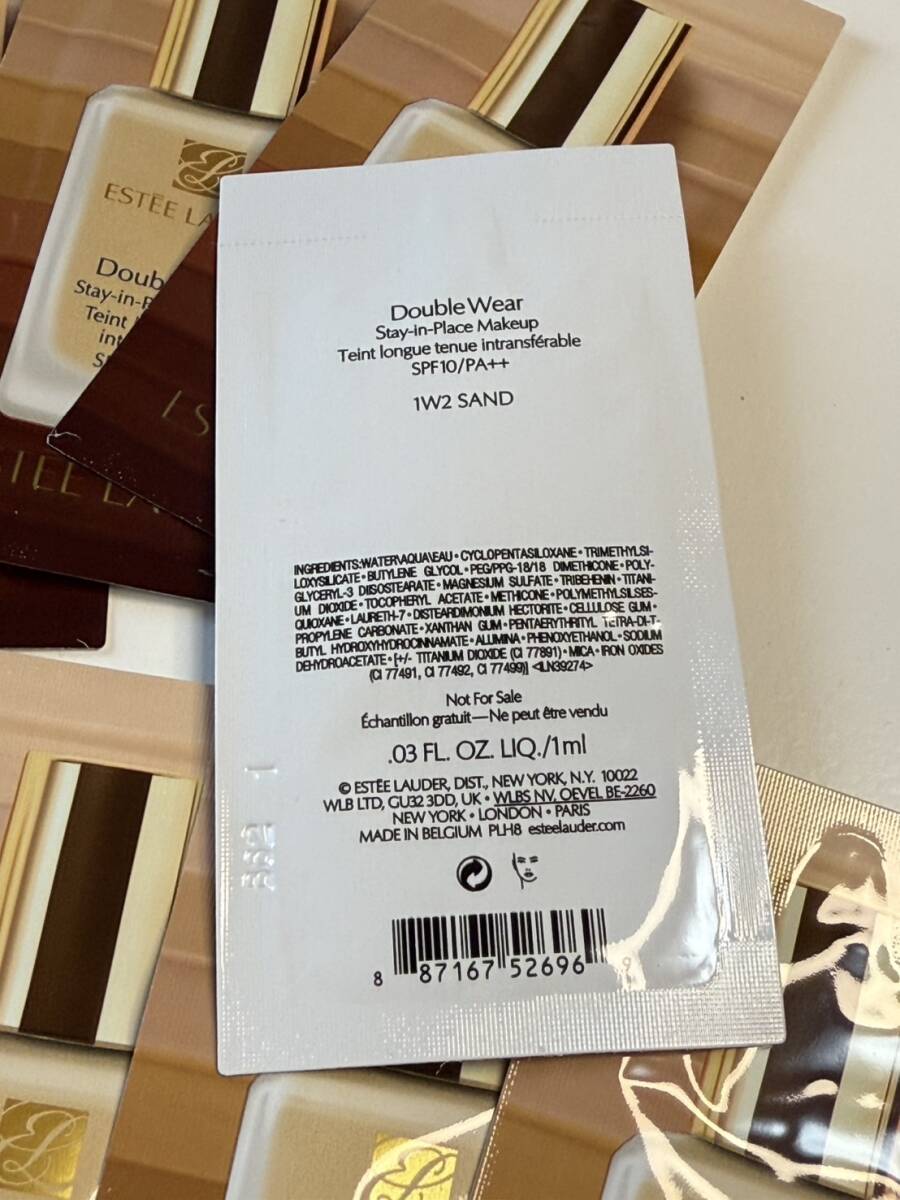 ESTĒE LA
Doub
Stay-in-P
Teint
int
S
ES
TEE LA
Double Wear
Stay-in-Place Makeup
Teint longue tenue intransférable
SPF10/PA++
1W2 SAND
INGREDIENTS:WATER\AQUA\EAU • CYCLOPENTASILOXANE • TRIMETHYLSI-
LOXYSILICATE • BUTYLENE GLYCOL • PEG/PPG-18/18 DIMETHICONE • POLY-
GLYCERYL-3 DIISOSTEARATE • MAGNESIUM SULFATE • TRIBEHENIN • TITANI-
UM DIOXIDE • TOCOPHERYL ACETATE • METHICONE • POLYMETHYLSILSES-
QUIOXANE • LAURETH-7 • DISTEARDIMONIUM HECTORITE • CELLULOSE GUM •
PROPYLENE CARBONATE • XANTHAN GUM • PENTAERYTHRITYL TETRA-DI-T-
BUTYL HYDROXYHYDROCINNAMATE • ALUMINA • PHENOXYETHANOL • SODIUM
DEHYDROACETATE • [+/- TITANIUM DIOXIDE (CI 77891) • MICA • IRON OXIDES
(CI 77491, CI 77492, CI 77499)] <ILN39274>
Not For Sale
Échantillon gratuit—Ne peut être vendu
.03 FL. OZ. LIQ./1ml
© ESTĒE LAUDER, DIST., NEW YORK, N.Y. 10022
WLB LTD, GU32 3DD, UK • WLBS NV, OEVEL BE-2260
NEW YORK • LONDON • PARIS
MADE IN BELGIUM PLH8 esteelauder.com
8 87167 52696 9